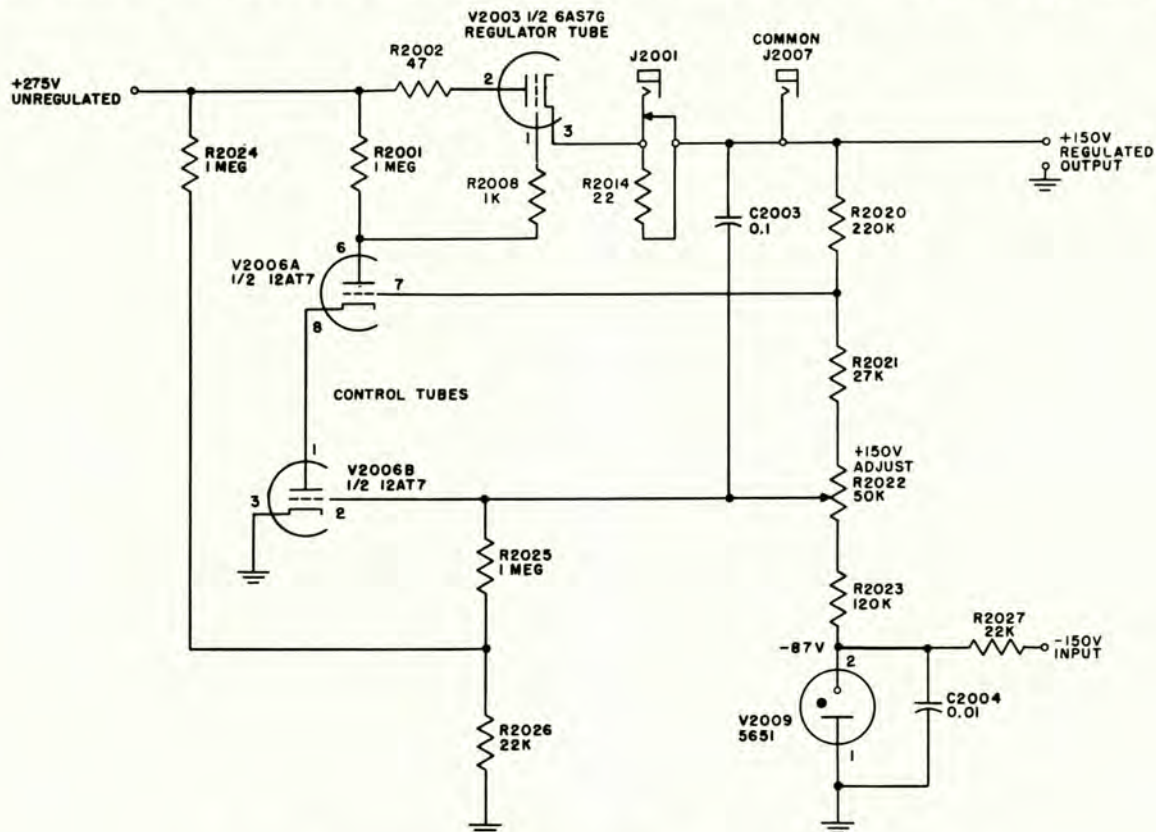 V2003 1/2 6AS7G
REGULATOR TUBE
J2001
COMMON
J2007
R2002
47
+275V
UNREGULATED
2
3
1
R2024
1 MEG
R2001
1 MEG
R2008
1K
R2014
22
C2003
0.1
R2020
220K
+150V
REGULATED
OUTPUT
V2006A
1/2 12AT7
6
7
8
R2021
27K
CONTROL TUBES
+150V
ADJUST
R2022
50K
1
V2006B
1/2 12AT7
3
2
R2025
1 MEG
R2023
120K
R2027
22K
-150V
INPUT
-87V
2
V2009
5651
C2004
0.01
1
R2026
22K